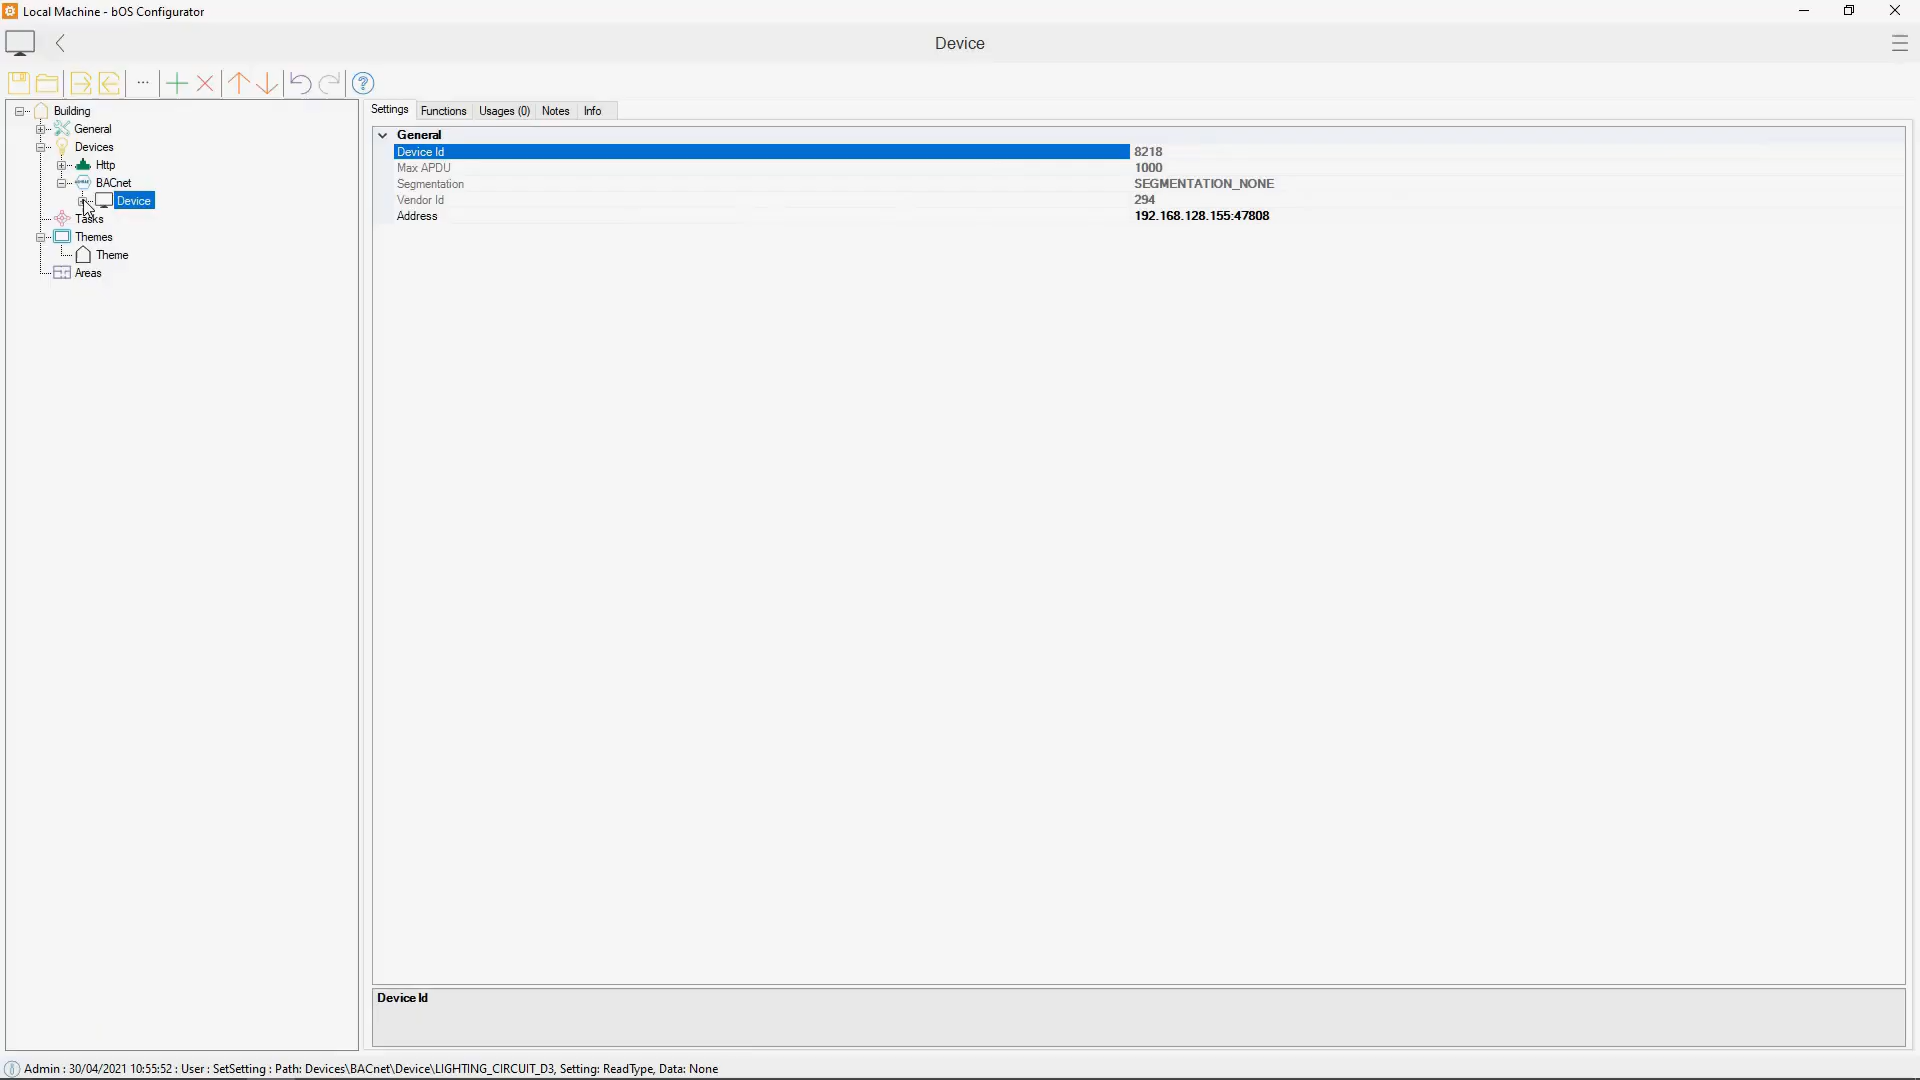 Local Machine - bOS Configurator
Device
Building
General
Devices
Http
BACnet
Device
Tasks
Themes
Theme
Areas
Settings Functions Usages (0) Notes Info
General
Device Id 8218
Max APDU 1000
Segmentation SEGMENTATION_NONE
Vendor Id 294
Address 192.168.128.155:47808
Device Id
Admin : 30/04/2021 10:55:52 : User : SetSetting : Path: Devices\BACnet\Device\LIGHTING_CIRCUIT_D3, Setting: ReadType, Data: None